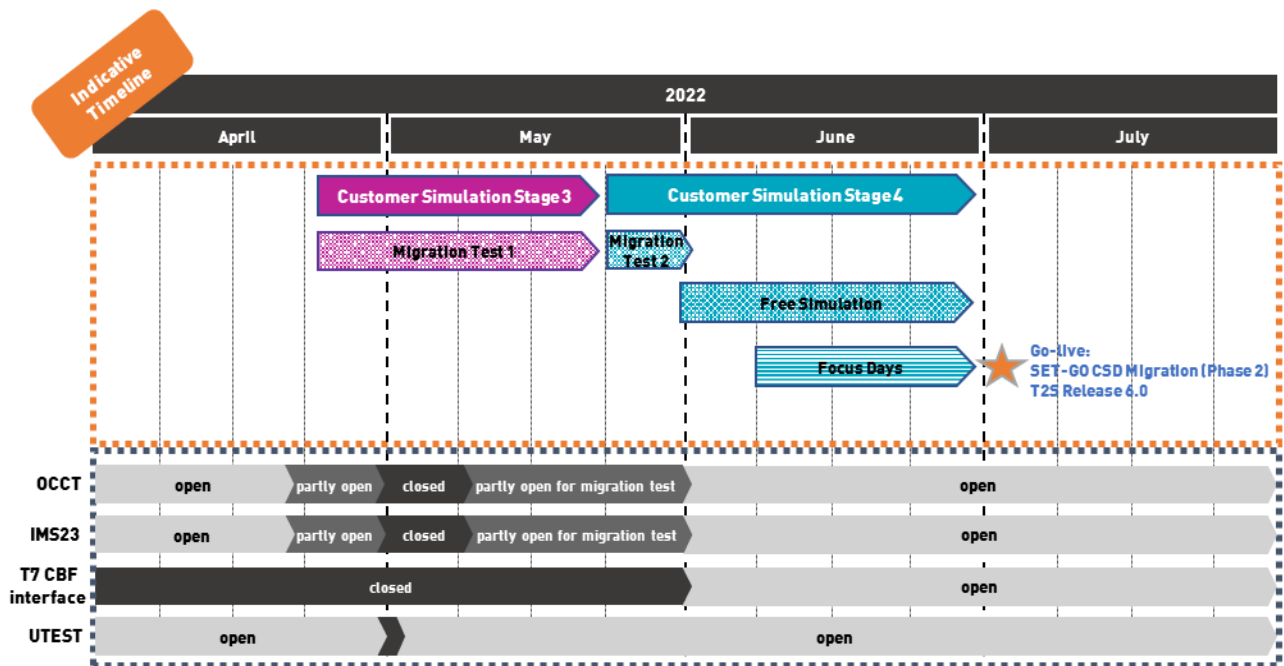 Indicative
Timeline
2022
April
May
June
July
Customer Simulation Stage 3
Customer Simulation Stage 4
Migration Test 1
Migration
Test 2
Free Simulation
Focus Days
Go-live:
SET-GO CSD Migration (Phase 2)
T2S Release 6.0
OCCT
open
partly open
closed
partly open for migration test
open
IMS23
open
partly open
closed
partly open for migration test
open
T7 CBF
interface
closed
open
UTEST
open
open